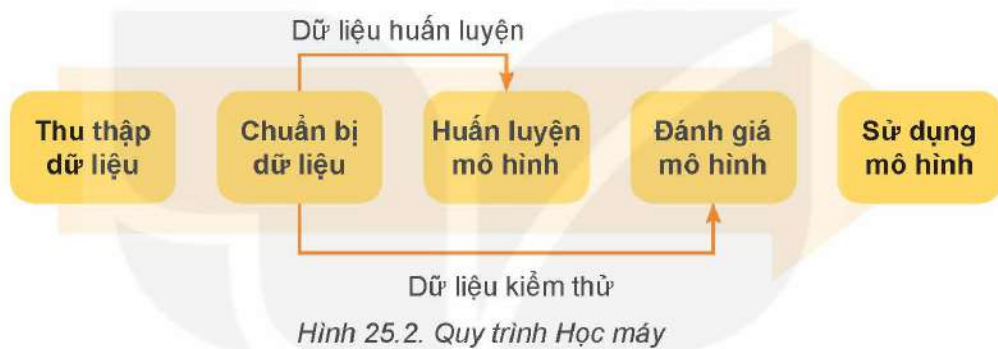 Dữ liệu huấn luyện
Thu thập
dữ liệu
Chuẩn bị
dữ liệu
Huấn luyện
mô hình
Đánh giá
mô hình
Sử dụng
mô hình
Dữ liệu kiểm thử
Hình 25.2. Quy trình Học máy